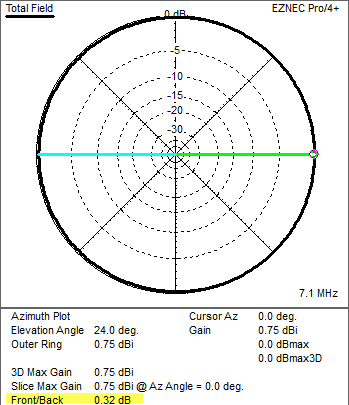 Total Field
EZNEC Pro/4+
0 dB
-5
-10
-15
-20
-30
7.1 MHz
Azimuth Plot
Cursor Az 0.0 deg.
Elevation Angle 24.0 deg.
Gain 0.75 dBi
Outer Ring 0.75 dBi
0.0 dBmax
0.0 dBmax3D
3D Max Gain 0.75 dBi
Slice Max Gain 0.75 dBi @ Az Angle = 0.0 deg.
Front/Back 0.32 dB